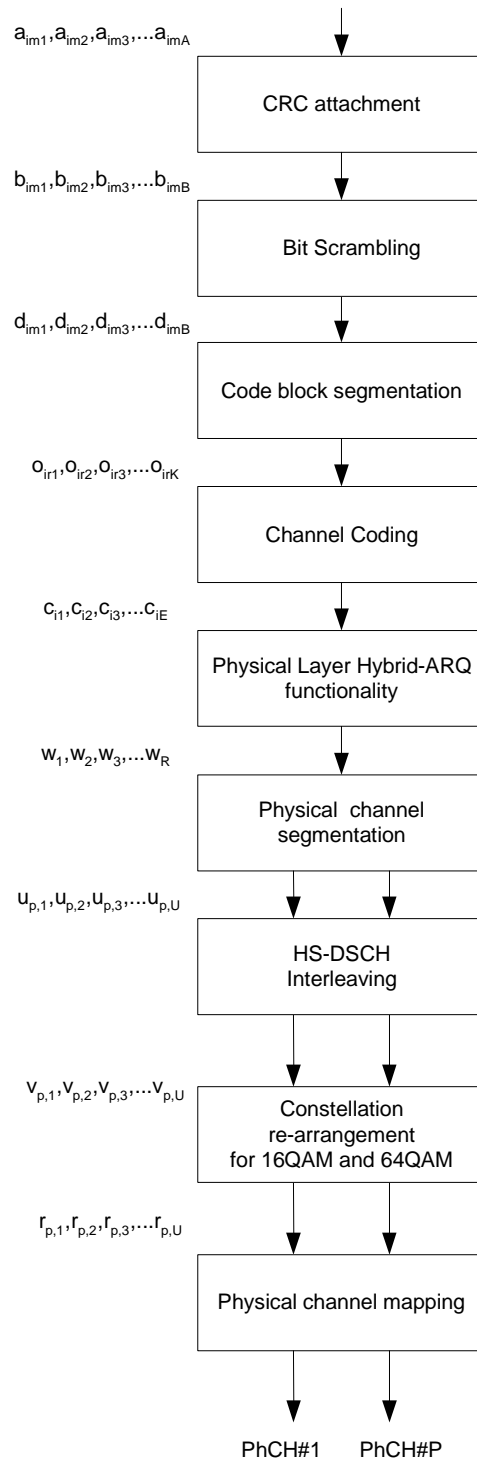 a_im1,a_im2,a_im3,...a_imA
CRC attachment
b_im1,b_im2,b_im3,...b_imB
Bit Scrambling
d_im1,d_im2,d_im3,...d_imB
Code block segmentation
o_ir1,o_ir2,o_ir3,...o_irK
Channel Coding
c_i1,c_i2,c_i3,...c_iE
Physical Layer Hybrid-ARQ
functionality
w_1,w_2,w_3,...w_R
Physical channel
segmentation
u_p,1,u_p,2,u_p,3,...u_p,U
HS-DSCH
Interleaving
v_p,1,v_p,2,v_p,3,...v_p,U
Constellation
re-arrangement
for 16QAM and 64QAM
r_p,1,r_p,2,r_p,3,...r_p,U
Physical channel mapping
PhCH#1 PhCH#P